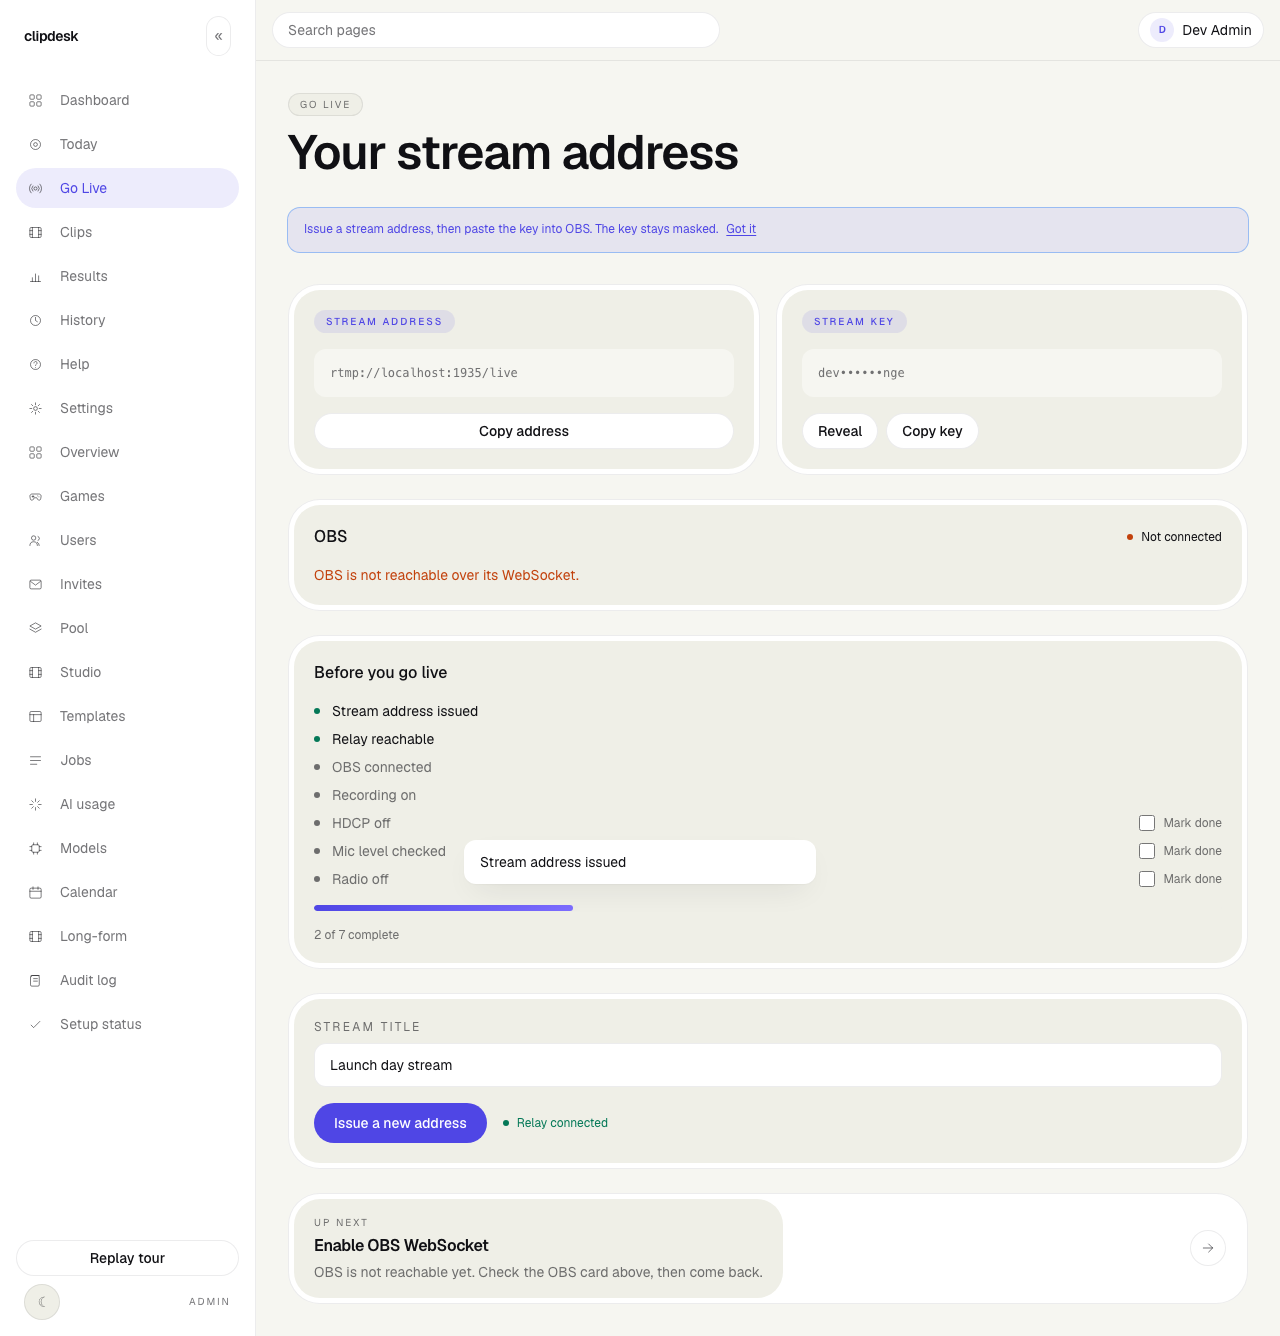 clipdesk
«
Search pages
D
Dev Admin
Dashboard
Today
Go Live
Clips
Results
History
Help
Settings
Overview
Games
Users
Invites
Pool
Studio
Templates
Jobs
AI usage
Models
Calendar
Long-form
Audit log
Setup status
Replay tour
ADMIN
GO LIVE
Your stream address
Issue a stream address, then paste the key into OBS. The key stays masked. Got it
STREAM ADDRESS
rtmp://localhost:1935/live
Copy address
STREAM KEY
dev••••••nge
Reveal
Copy key
OBS
Not connected
OBS is not reachable over its WebSocket.
Before you go live
Stream address issued
Relay reachable
OBS connected
Recording on
HDCP off
Mark done
Mic level checked
Mark done
Radio off
Mark done
Stream address issued
2 of 7 complete
STREAM TITLE
Launch day stream
Issue a new address
Relay connected
UP NEXT
Enable OBS WebSocket
OBS is not reachable yet. Check the OBS card above, then come back.